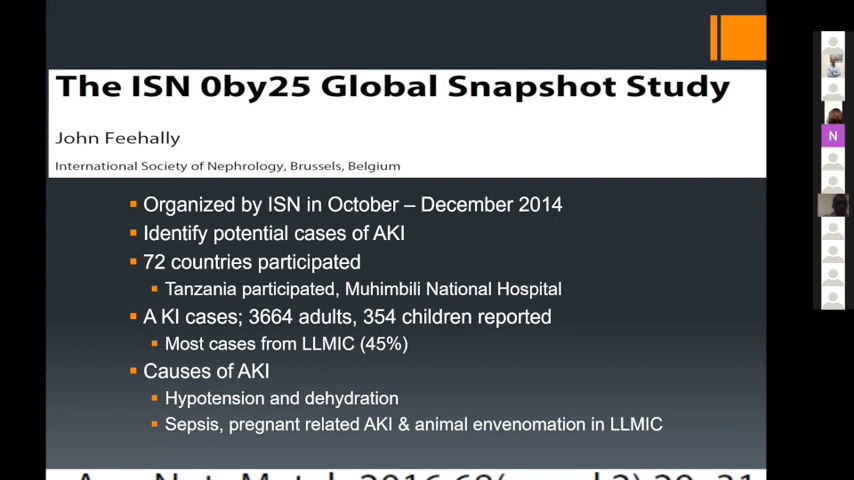 The ISN 0by25 Global Snapshot Study
John Feehally
International Society of Nephrology, Brussels, Belgium
Organized by ISN in October – December 2014
Identify potential cases of AKI
72 countries participated
Tanzania participated, Muhimbili National Hospital
A KI cases; 3664 adults, 354 children reported
Most cases from LLMIC (45%)
Causes of AKI
Hypotension and dehydration
Sepsis, pregnant related AKI & animal envenomation in LLMIC
N